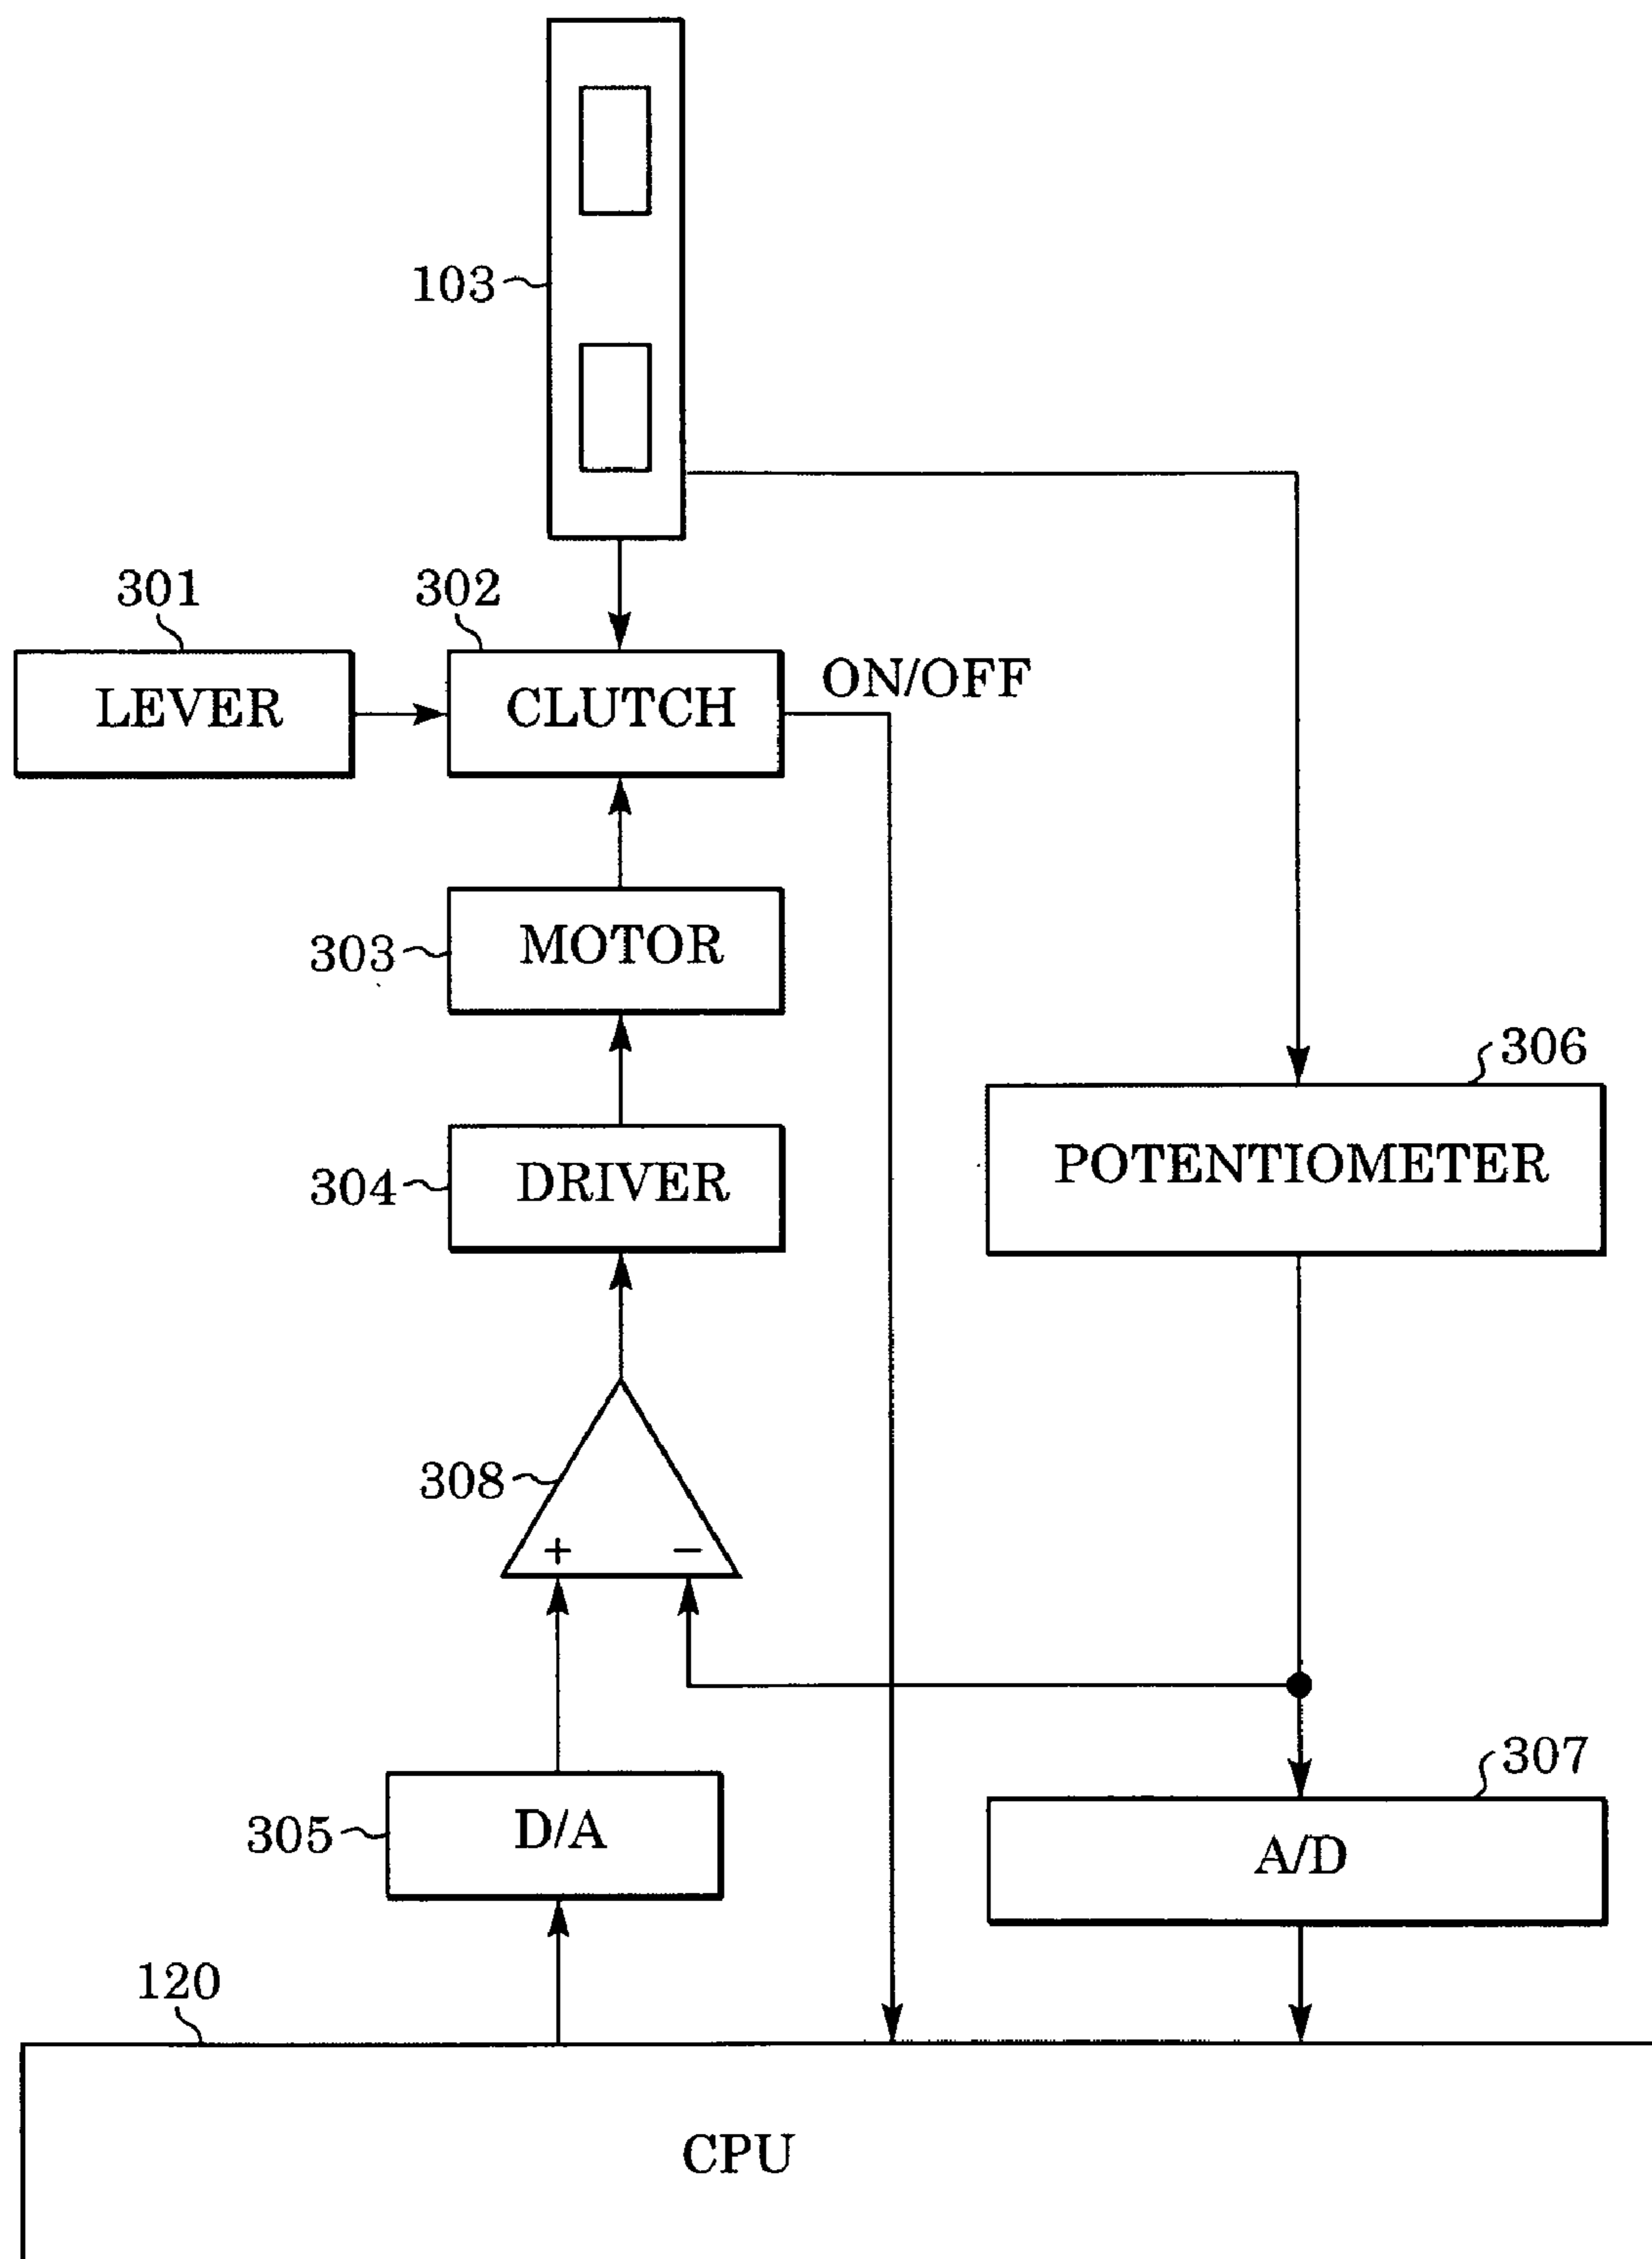 103
301
302
LEVER
CLUTCH
ON/OFF
303
MOTOR
306
304
DRIVER
POTENTIOMETER
308
+ −
307
305
D/A
A/D
120
CPU